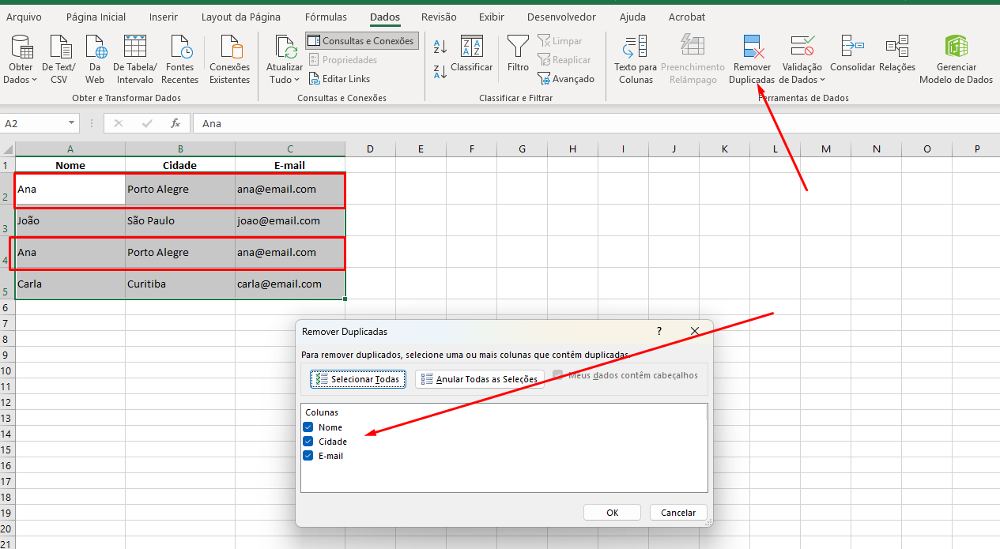 Arquivo Página Inicial Inserir Layout da Página Fórmulas Dados Revisão Exibir Desenvolvedor Ajuda Acrobat
Obter Dados
De Text/ CSV
Da Web
De Tabela/ Intervalo
Fontes Recentes
Conexões Existentes
Obter e Transformar Dados
Atualizar Tudo
Consultas e Conexões
Propriedades
Editar Links
Consultas e Conexões
A Z
Z A
Z A A Z
Classificar
Filtro
Limpar
Reaplicar
Avançado
Classificar e Filtrar
Texto para Colunas
Preenchimento Relâmpago
Remover Duplicadas
Validação de Dados
Consolidar
Relações
Gerenciar Modelo de Dados
Ferramentas de Dados
A2 fx Ana
A B C D E F G H I J K L M N O P
1 Nome Cidade E-mail
2 Ana Porto Alegre ana@email.com
3 João São Paulo joao@email.com
4 Ana Porto Alegre ana@email.com
5 Carla Curitiba carla@email.com
6
7
8
9
10
11
12
13
14
15
16
17
18
19
20
21
Remover Duplicadas ?
Para remover duplicados, selecione uma ou mais colunas que contêm duplicadas.
Selecionar Todas Anular Todas as Seleções Meus dados contêm cabeçalhos
Colunas
Nome
Cidade
E-mail
OK Cancelar